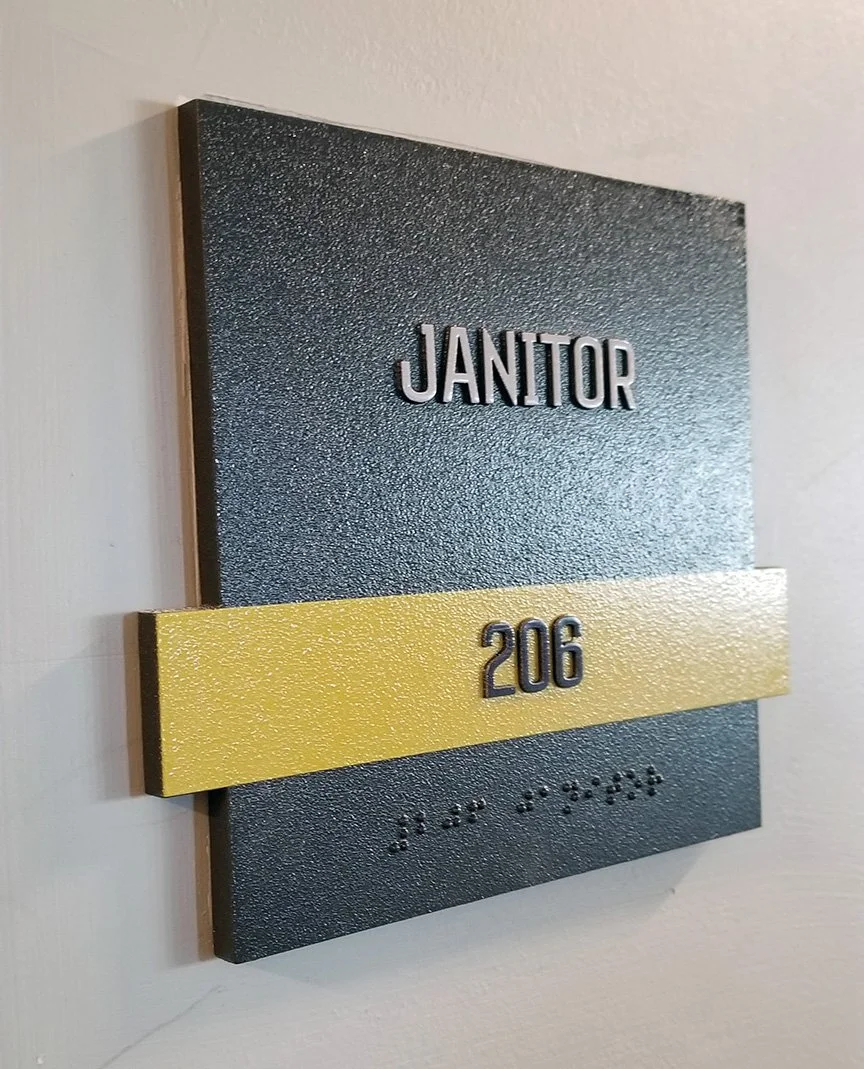 JANITOR
206
⠼⠃⠚⠋ ⠚⠁⠝⠊⠞⠕⠗